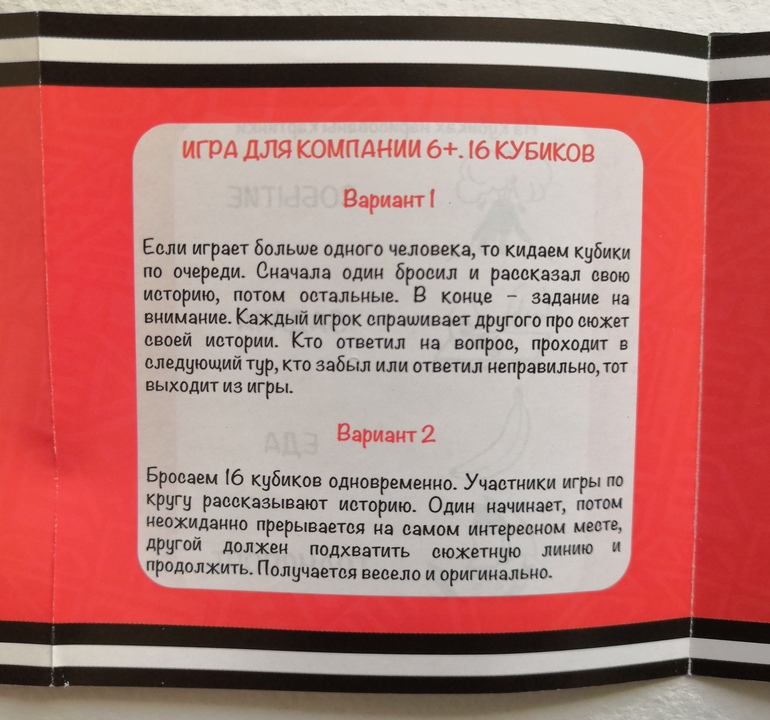 ИГРА ДЛЯ КОМПАНИИ 6+. 16 КУБИКОВ
Вариант 1
Если играет больше одного человека, то кидаем кубики
по очереди. Сначала один бросил и рассказал свою
историю, потом остальные. В конце – задание на
внимание. Каждый игрок спрашивает другого про сюжет
своей истории. Кто ответил на вопрос, проходит в
следующий тур, кто забыл или ответил неправильно, тот
выходит из игры.
Вариант 2
Бросаем 16 кубиков одновременно. Участники игры по
кругу рассказывают историю. Один начинает, потом
неожиданно прерывается на самом интересном месте,
другой должен подхватить сюжетную линию и
продолжить. Получается весело и оригинально.